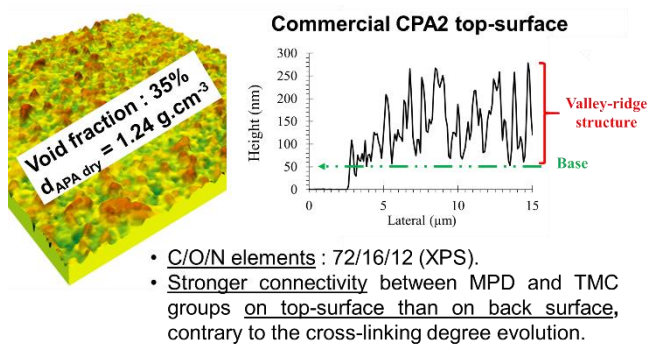 Commercial CPA2 top-surface
Void fraction : 35%
d APA dry = 1.24 g.cm-3
Height (nm)
300
250
200
150
100
50
0
0
5
10
15
Lateral (µm)
Valley-ridge
structure
Base
• C/O/N elements : 72/16/12 (XPS).
• Stronger connectivity between MPD and TMC
groups on top-surface than on back surface,
contrary to the cross-linking degree evolution.